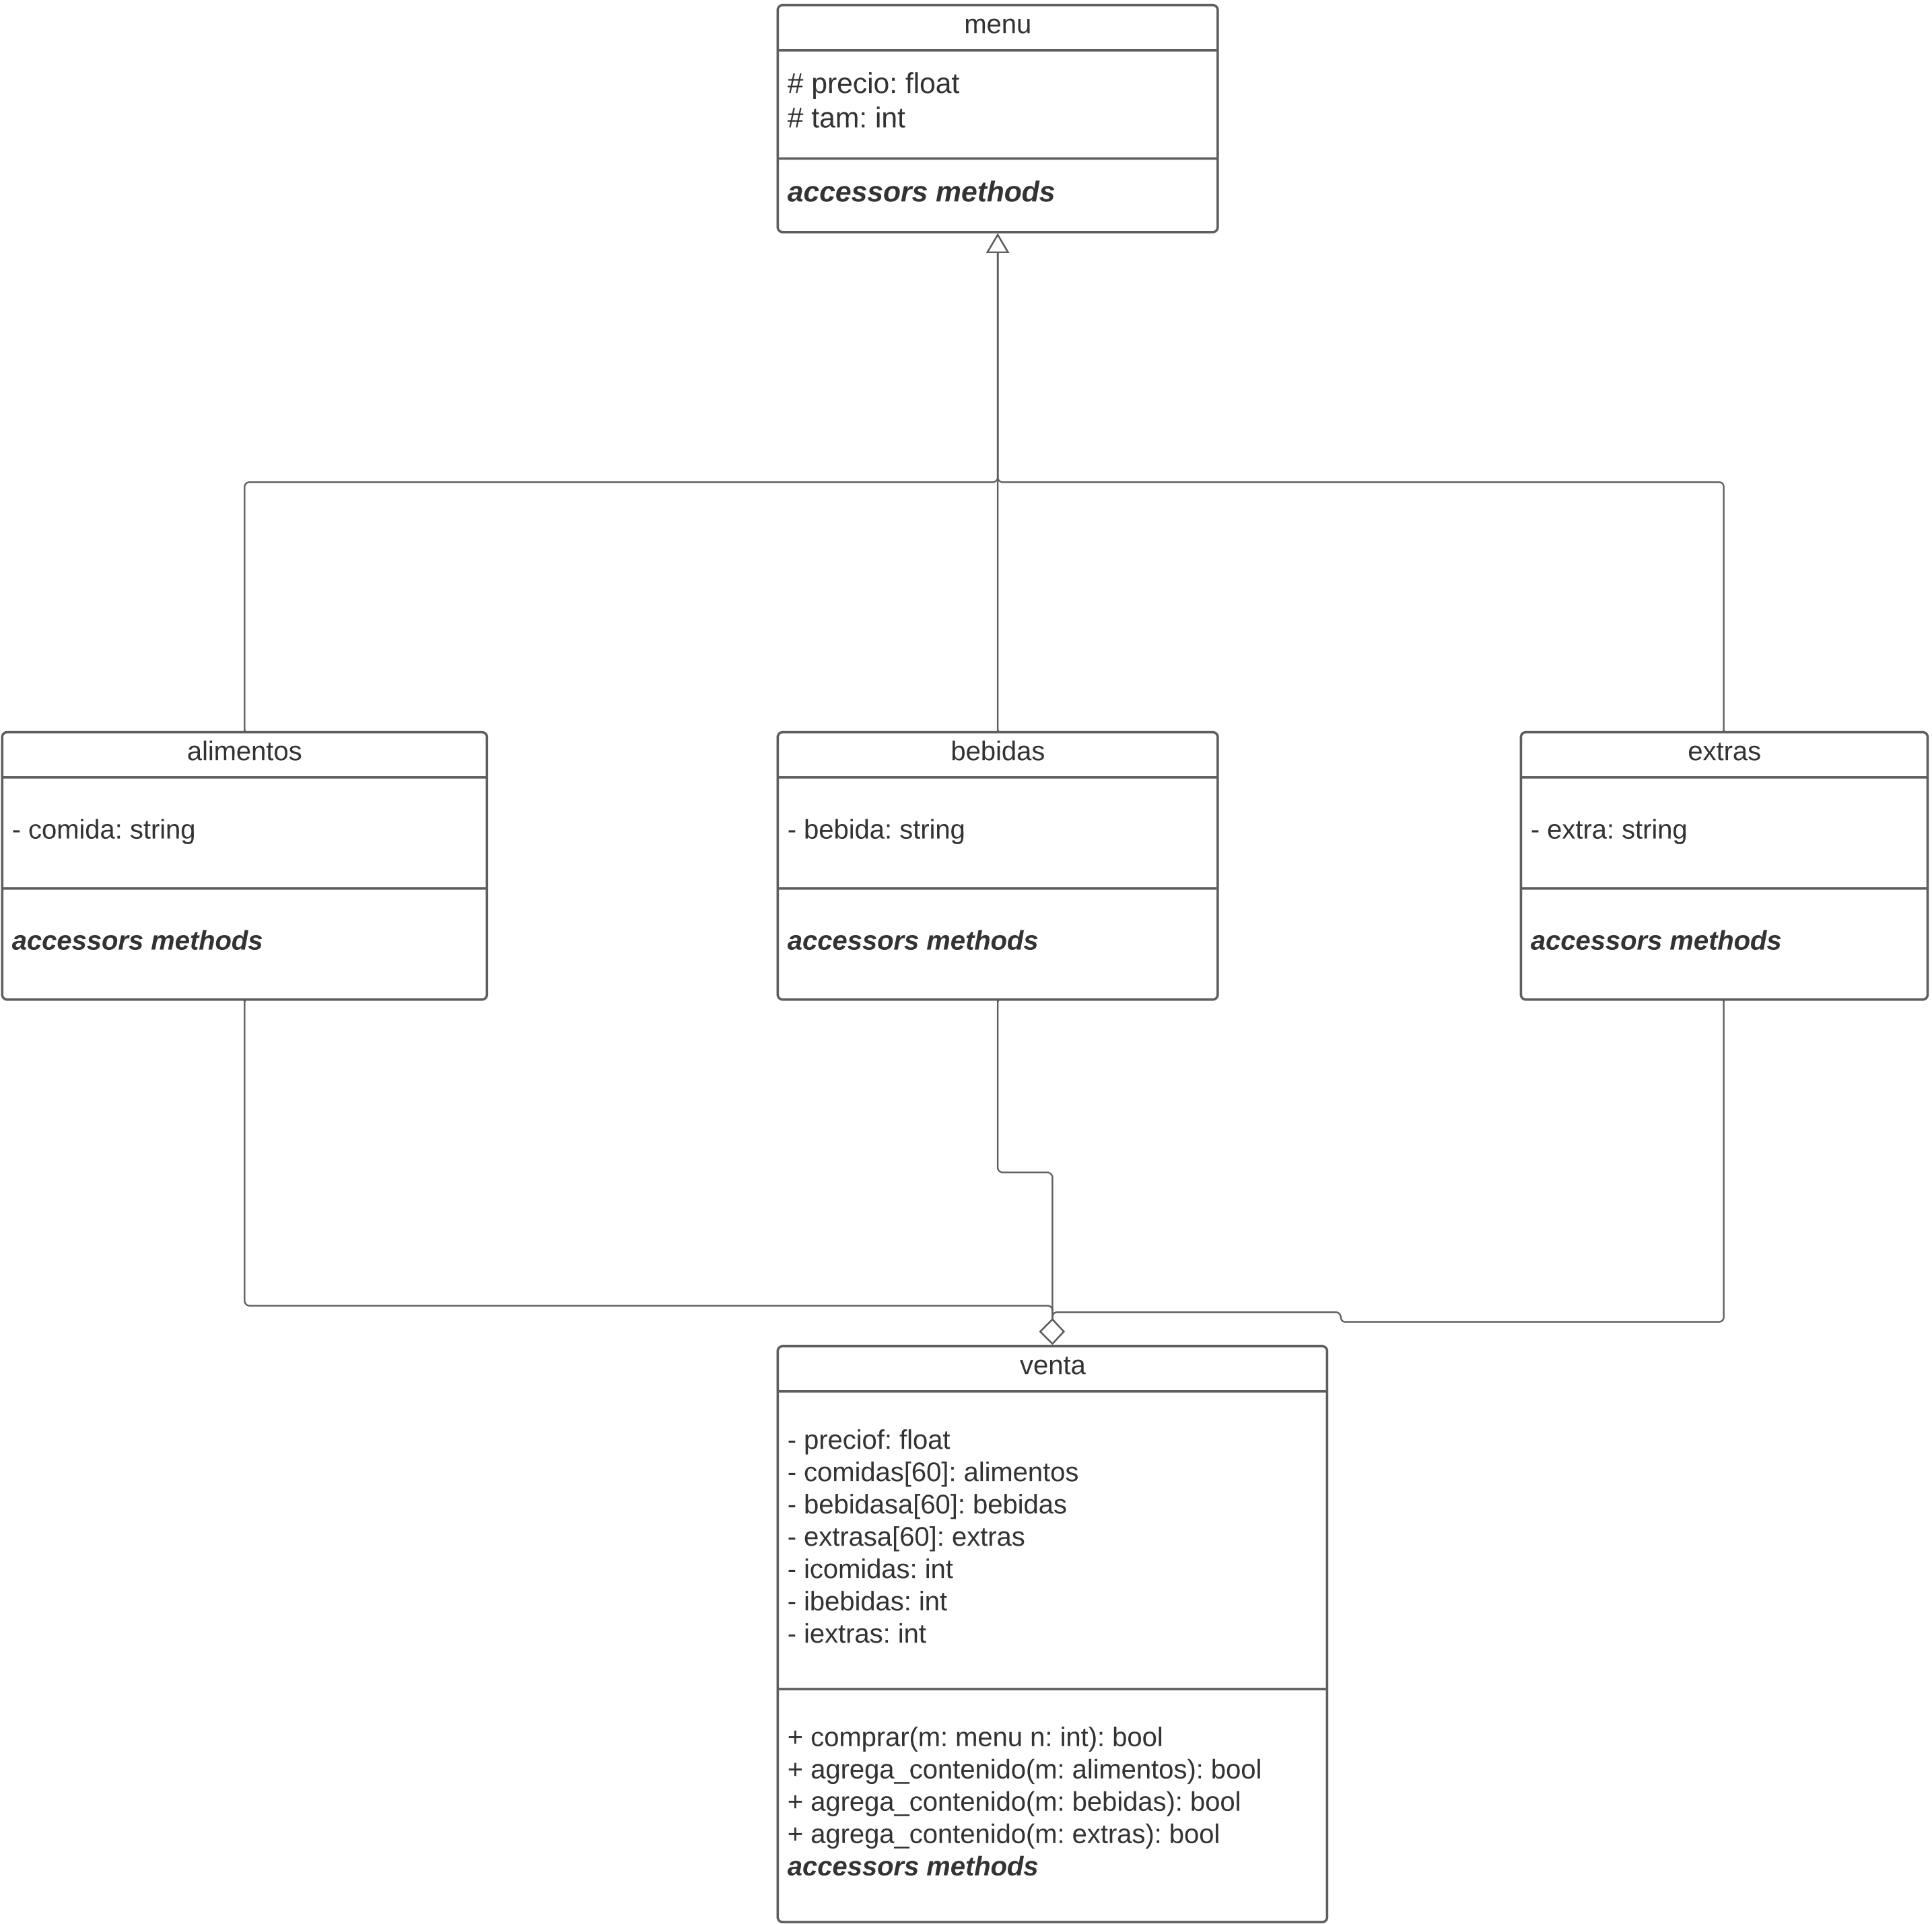 menu
# precio: float
# tam: int
accessors methods
alimentos
- comida: string
accessors methods
bebidas
- bebida: string
accessors methods
extras
- extra: string
accessors methods
venta
- preciof: float
- comidas[60]: alimentos
- bebidasa[60]: bebidas
- extrasa[60]: extras
- icomidas: int
- ibebidas: int
- iextras: int
+ comprar(m: menu n: int): bool
+ agrega_contenido(m: alimentos): bool
+ agrega_contenido(m: bebidas): bool
+ agrega_contenido(m: extras): bool
accessors methods